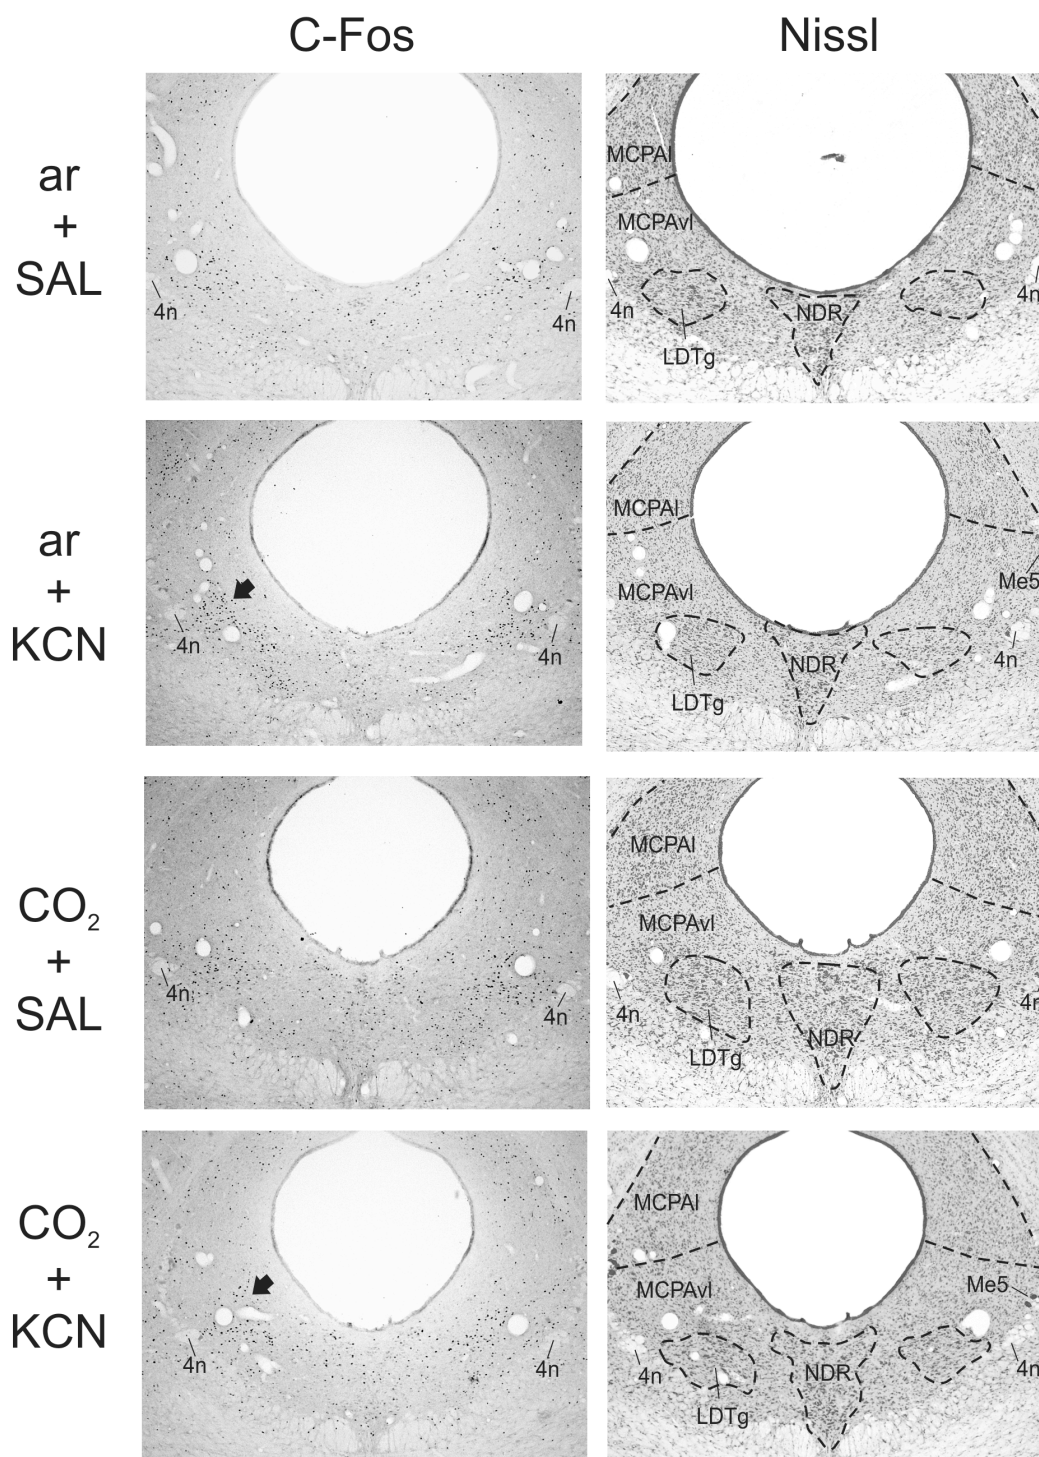 C-Fos
Nissl
ar
+
SAL
4n
4n
MCPAl
MCPAvl
4n
LDTg
NDR
4n
ar
+
KCN
4n
4n
MCPAl
MCPAvl
LDTg
NDR
Me5
4n
CO₂
+
SAL
4n
4n
MCPAl
MCPAvl
4n
LDTg
NDR
4n
CO₂
+
KCN
4n
4n
MCPAl
MCPAvl
Me5
4n
LDTg
NDR
4n